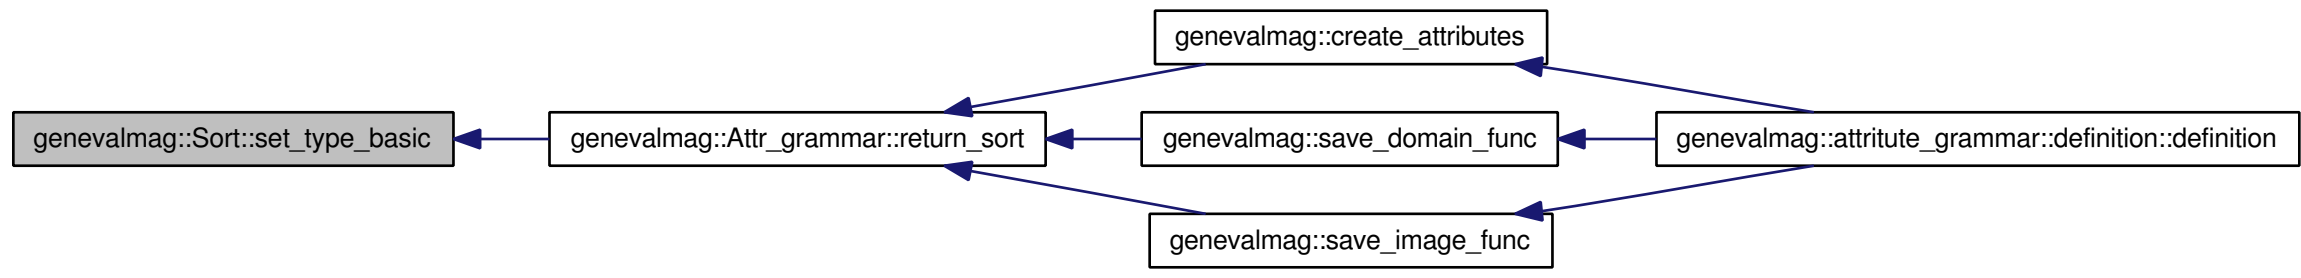 genevalmag::create_attributes
genevalmag::Sort::set_type_basic
genevalmag::Attr_grammar::return_sort
genevalmag::save_domain_func
genevalmag::attritute_grammar::definition::definition
genevalmag::save_image_func